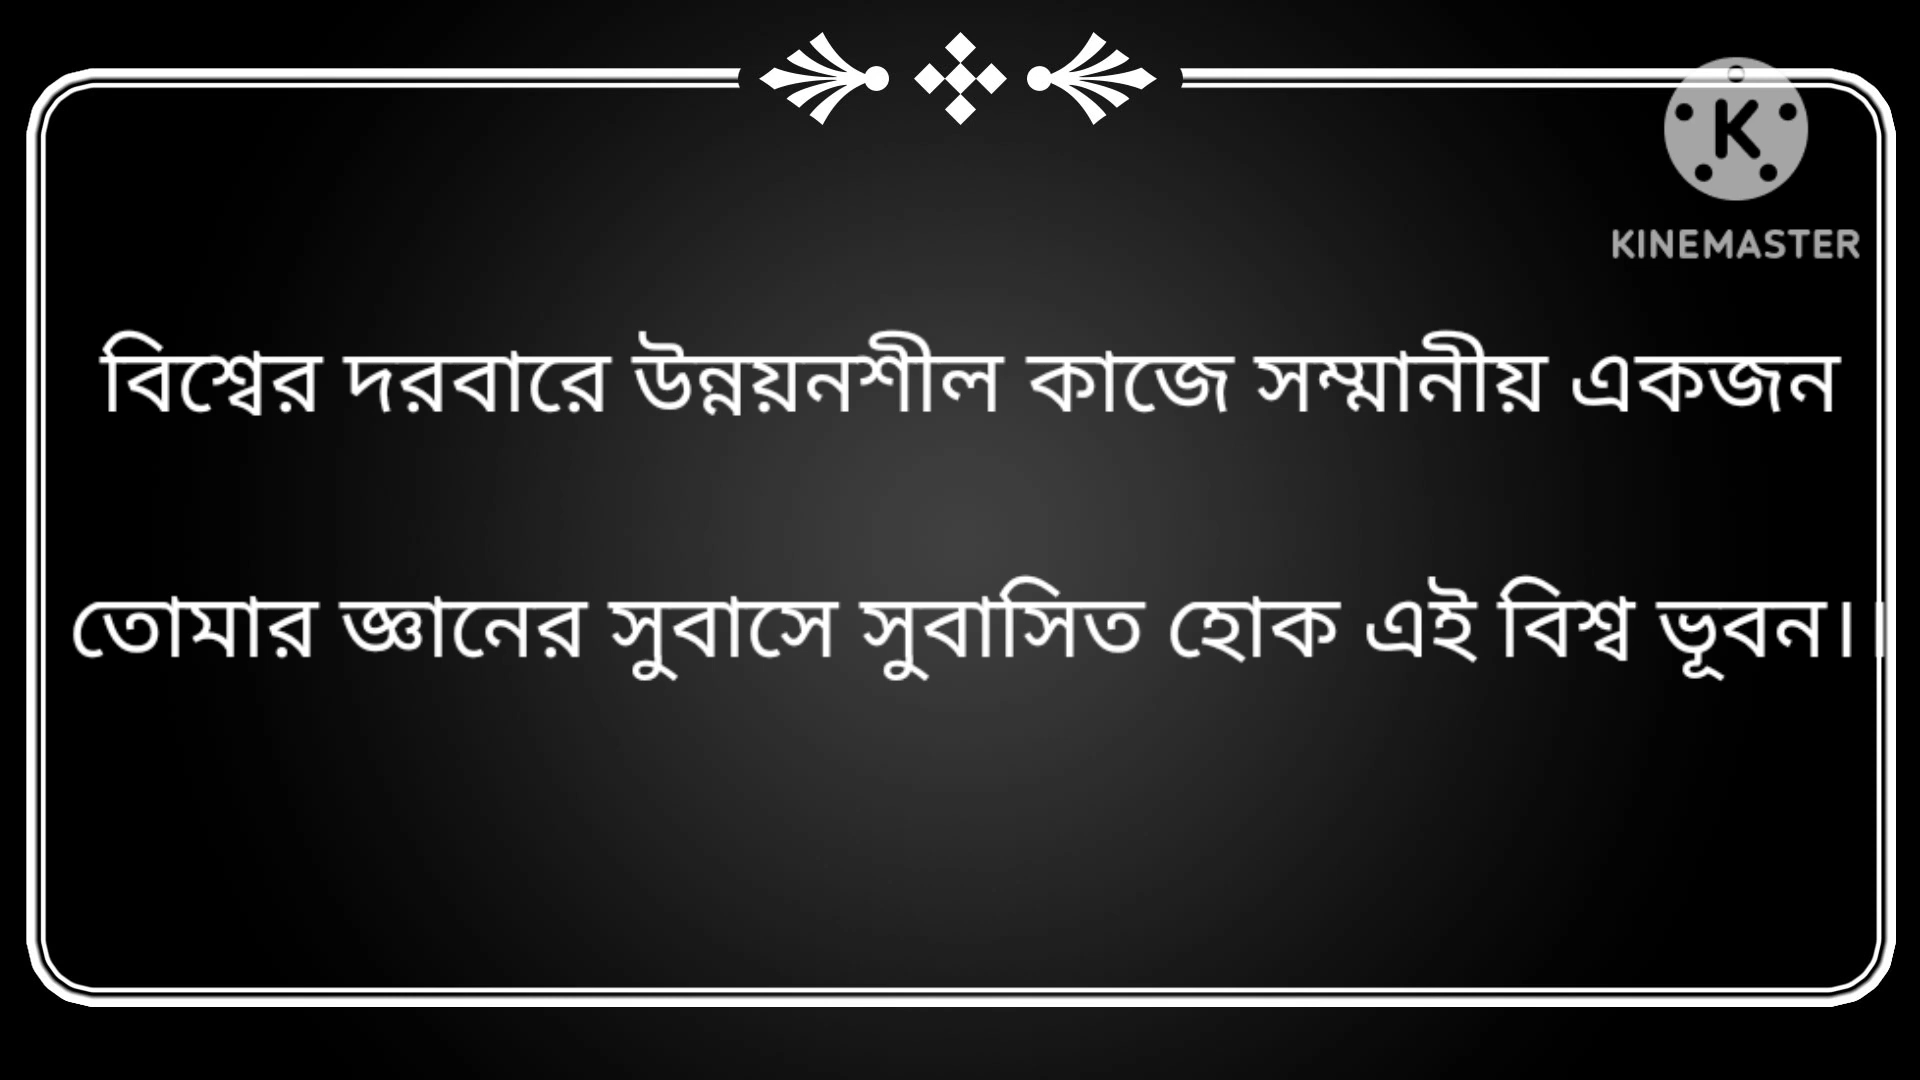 KINEMASTER
বিশ্বের দরবারে উন্নয়নশীল কাজে সম্মানীয় একজন
তোমার জ্ঞানের সুবাসে সুবাসিত হোক এই বিশ্ব ভূবন।।